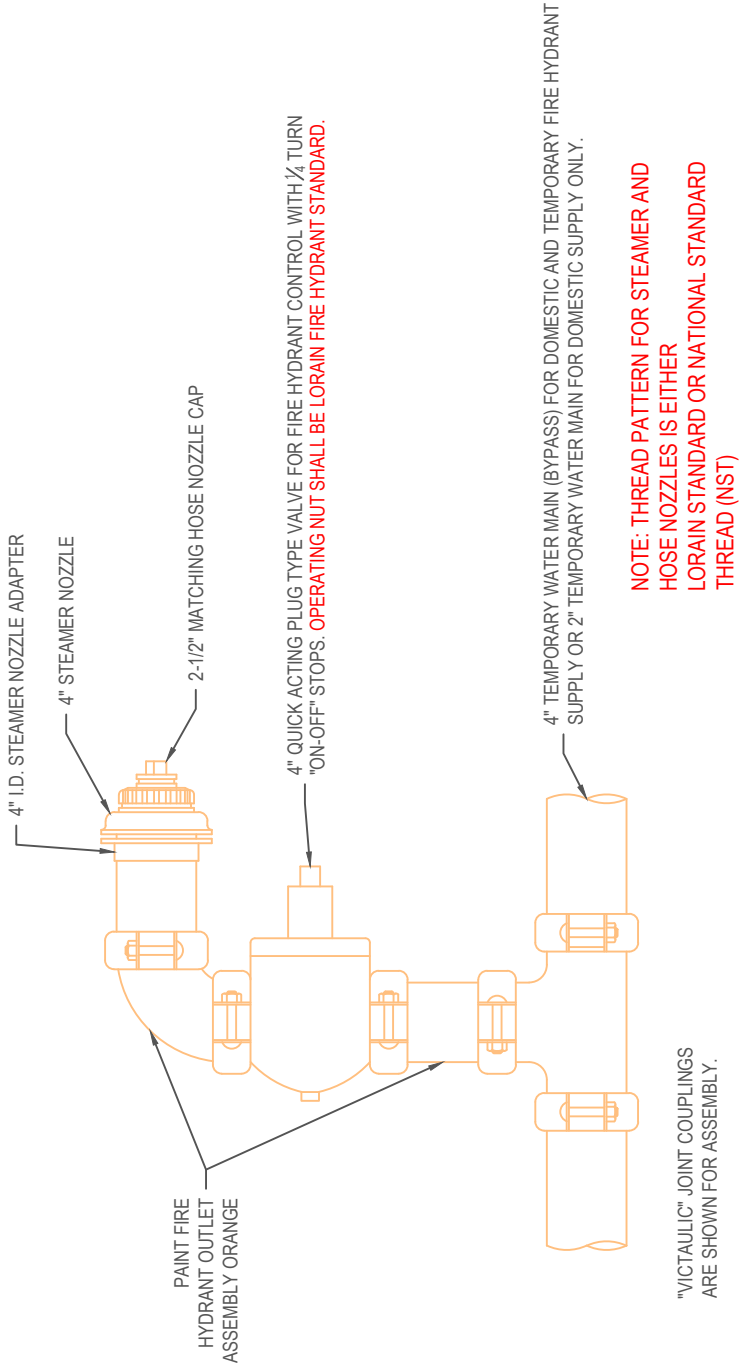 4" I.D. STEAMER NOZZLE ADAPTER
4" STEAMER NOZZLE
2-1/2" MATCHING HOSE NOZZLE CAP
4" QUICK ACTING PLUG TYPE VALVE FOR FIRE HYDRANT CONTROL WITH 1/4 TURN
"ON-OFF" STOPS. OPERATING NUT SHALL BE LORAIN FIRE HYDRANT STANDARD.
PAINT FIRE
HYDRANT OUTLET
ASSEMBLY ORANGE
4" TEMPORARY WATER MAIN (BYPASS) FOR DOMESTIC AND TEMPORARY FIRE HYDRANT
SUPPLY OR 2" TEMPORARY WATER MAIN FOR DOMESTIC SUPPLY ONLY.
NOTE: THREAD PATTERN FOR STEAMER AND
HOSE NOZZLES IS EITHER
LORAIN STANDARD OR NATIONAL STANDARD
THREAD (NST)
"VICTAULIC" JOINT COUPLINGS
ARE SHOWN FOR ASSEMBLY.